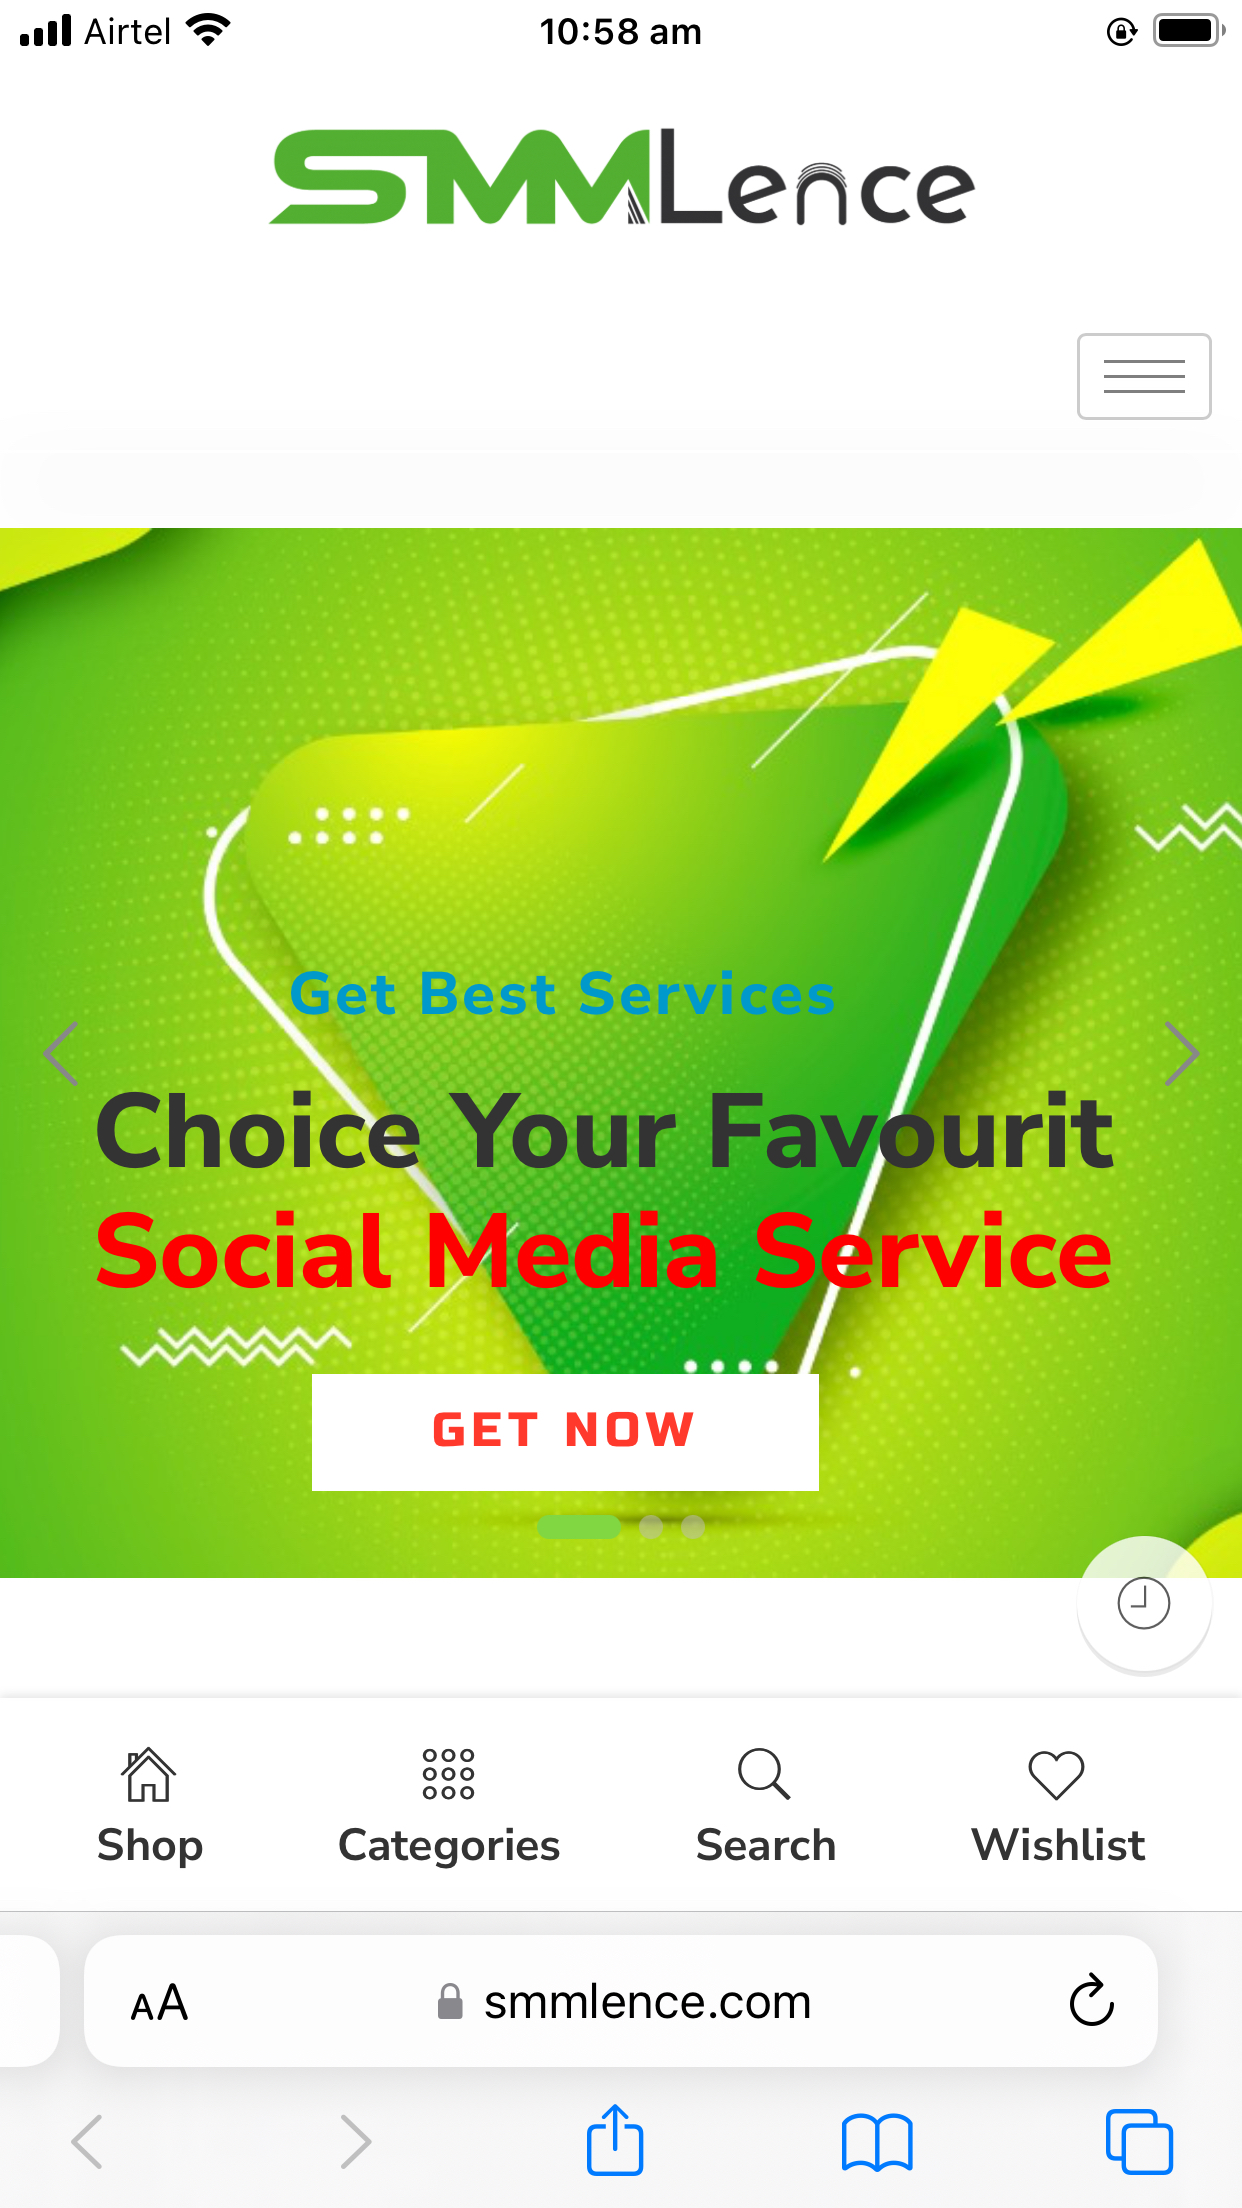 Airtel
10:58 am
SMMLence
Get Best Services
Choice Your Favourit
Social Media Service
GET NOW
Shop
Categories
Search
Wishlist
AA
smmlence.com